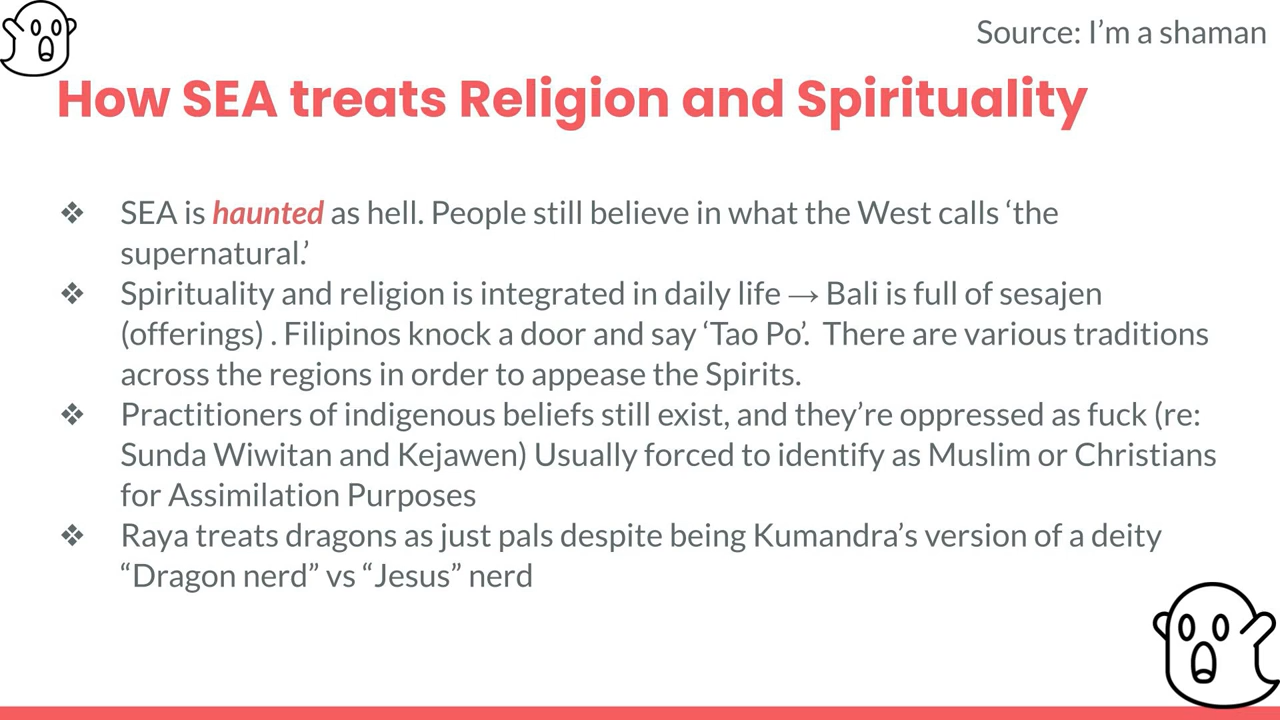 Source: I’m a shaman
How SEA treats Religion and Spirituality
❖ SEA is haunted as hell. People still believe in what the West calls ‘the
supernatural.’
❖ Spirituality and religion is integrated in daily life → Bali is full of sesajen
(offerings) . Filipinos knock a door and say ‘Tao Po’. There are various traditions
across the regions in order to appease the Spirits.
❖ Practitioners of indigenous beliefs still exist, and they’re oppressed as fuck (re:
Sunda Wiwitan and Kejawen) Usually forced to identify as Muslim or Christians
for Assimilation Purposes
❖ Raya treats dragons as just pals despite being Kumandra’s version of a deity
“Dragon nerd” vs “Jesus” nerd